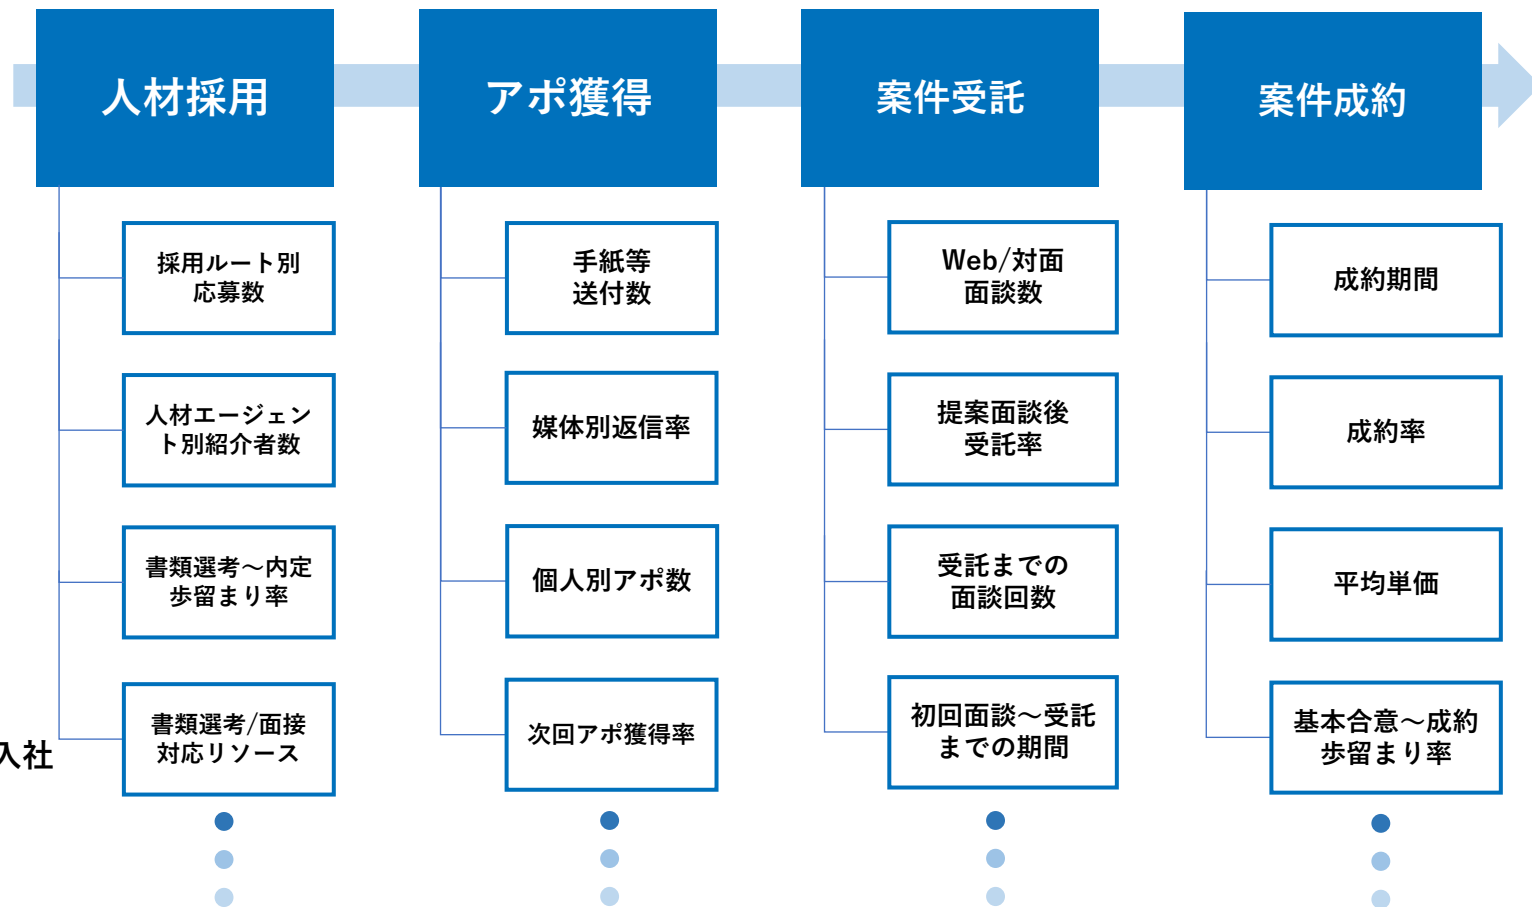 人材採用
アポ獲得
案件受託
案件成約
採用ルート別
応募数
人材エージェン
ト別紹介者数
書類選考～内定
歩留まり率
書類選考/面接
対応リソース
入社
手紙等
送付数
媒体別返信率
個人別アポ数
次回アポ獲得率
Web/対面
面談数
提案面談後
受託率
受託までの
面談回数
初回面談～受託
までの期間
成約期間
成約率
平均単価
基本合意～成約
歩留まり率